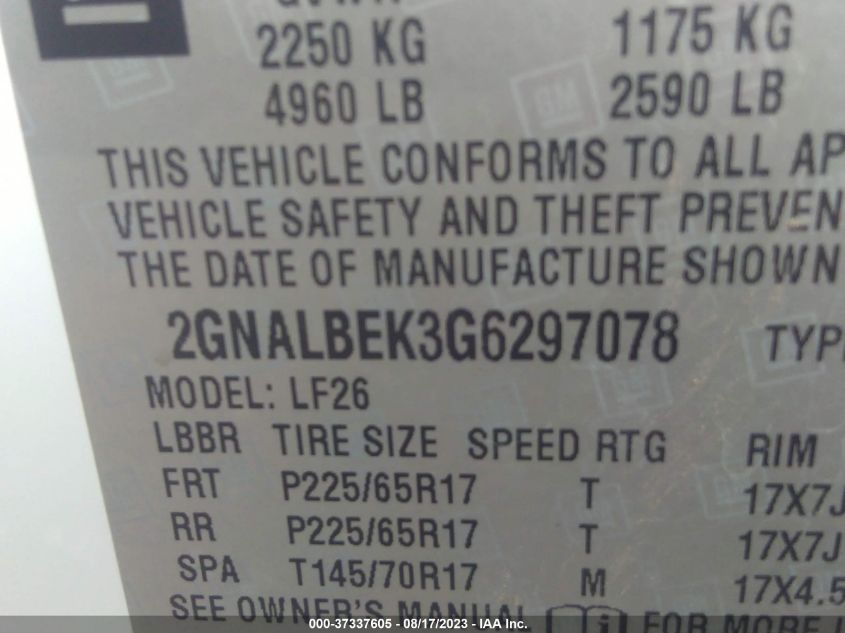 2250 KG 1175 KG
4960 LB 2590 LB
THIS VEHICLE CONFORMS TO ALL AP
VEHICLE SAFETY AND THEFT PREVEN
THE DATE OF MANUFACTURE SHOWN
2GNALBEK3G6297078 TYP
MODEL: LF26
LBBR TIRE SIZE SPEED RTG RIM
FRT P225/65R17 T 17X7J
RR P225/65R17 T 17X7J
SPA T145/70R17 M 17X4.5
SEE OWNER'S MANUAL FOR MORE
000-37337605 - 08/17/2023 - IAA Inc.